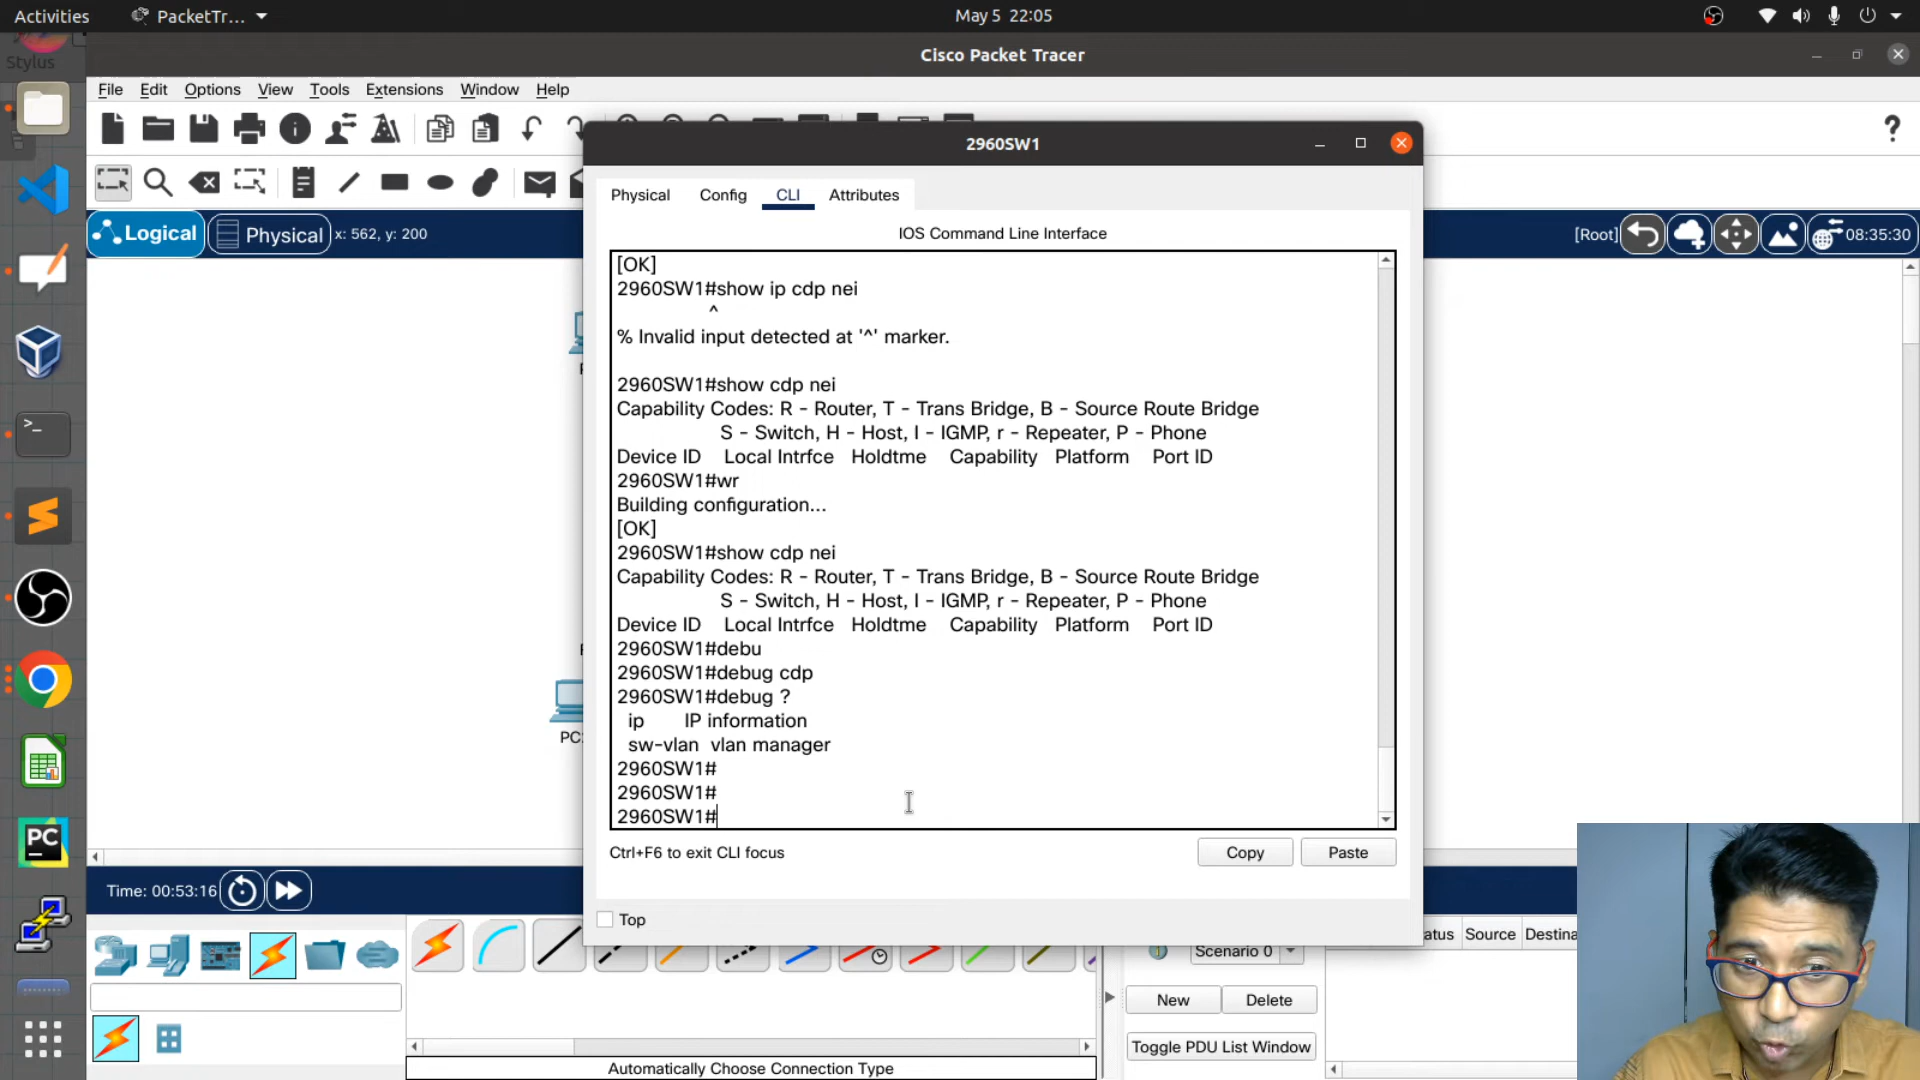 Activities PacketTr... May 5 22:05
Stylus
Cisco Packet Tracer
File Edit Options View Tools Extensions Window Help
2960SW1
Physical Config CLI Attributes
Logical Physical x: 562, y: 200
[Root] 08:35:30
IOS Command Line Interface
[OK]
2960SW1#show ip cdp nei
^
% Invalid input detected at '^' marker.
2960SW1#show cdp nei
Capability Codes: R - Router, T - Trans Bridge, B - Source Route Bridge
S - Switch, H - Host, I - IGMP, r - Repeater, P - Phone
Device ID Local Intrfce Holdtme Capability Platform Port ID
2960SW1#wr
Building configuration...
[OK]
2960SW1#show cdp nei
Capability Codes: R - Router, T - Trans Bridge, B - Source Route Bridge
S - Switch, H - Host, I - IGMP, r - Repeater, P - Phone
Device ID Local Intrfce Holdtme Capability Platform Port ID
2960SW1#debu
2960SW1#debug cdp
2960SW1#debug ?
ip IP information
sw-vlan vlan manager
2960SW1#
2960SW1#
2960SW1#
PC
Ctrl+F6 to exit CLI focus
Copy Paste
Top
Time: 00:53:16
PC
Scenario 0
atus Source Destina
New Delete
Toggle PDU List Window
Automatically Choose Connection Type